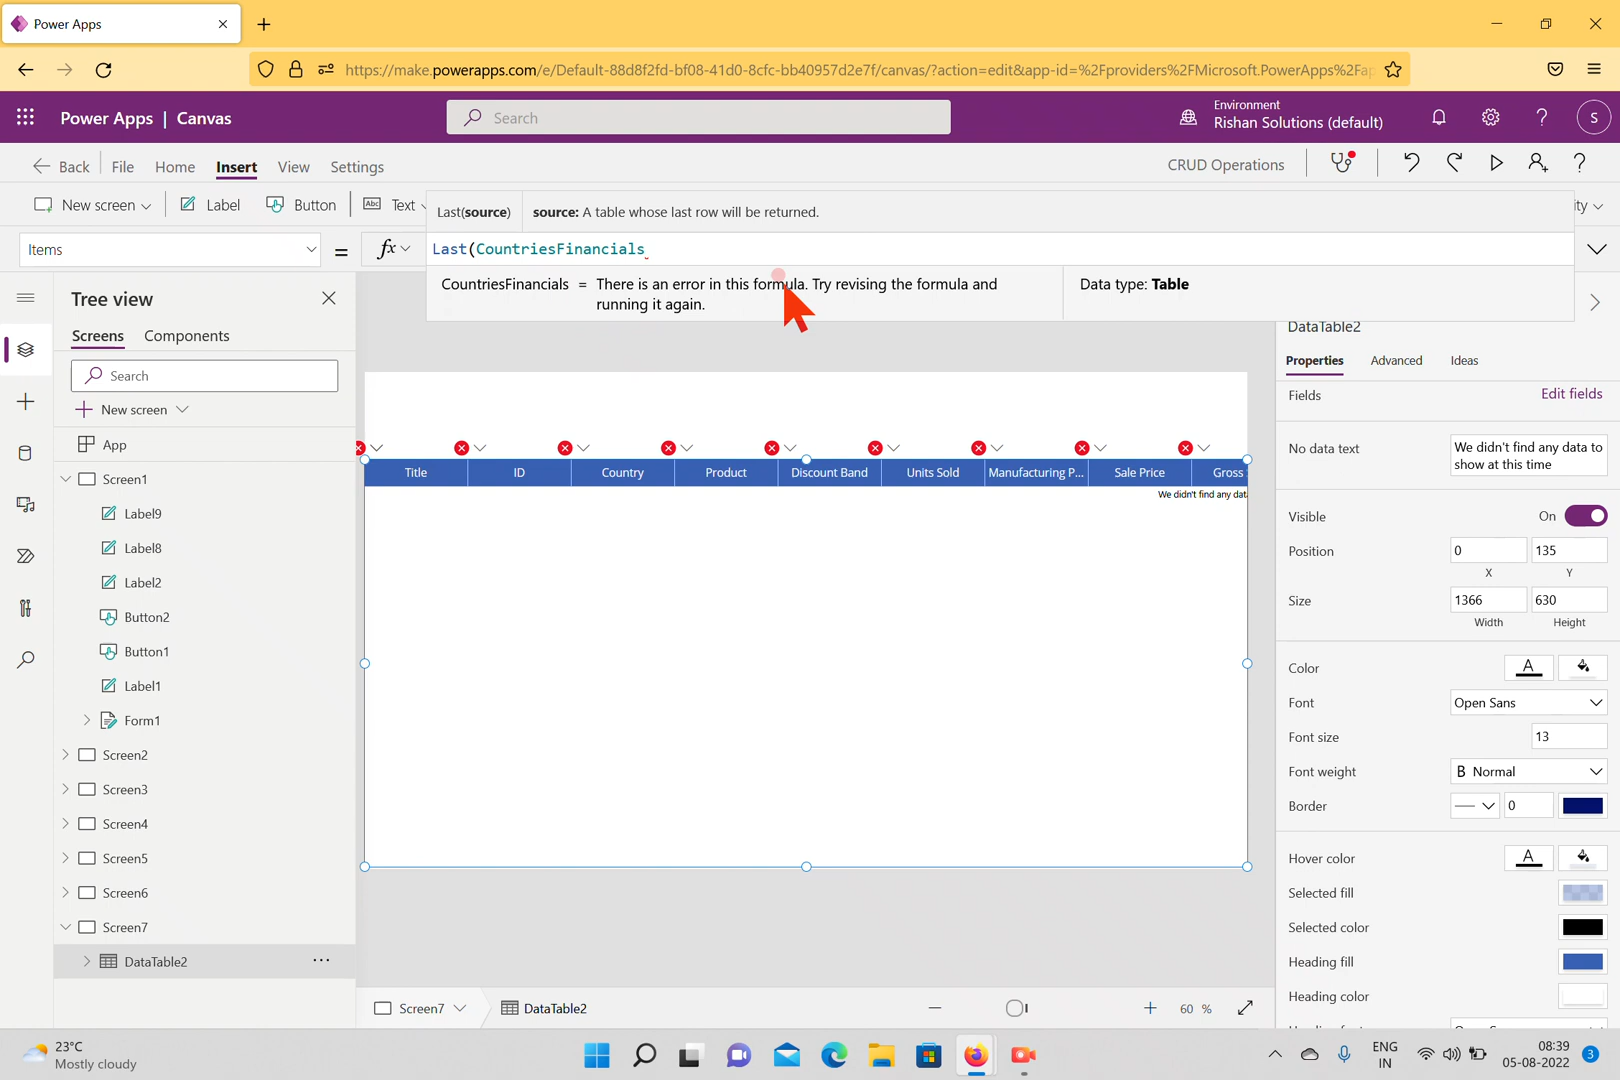 Power Apps
https://make.powerapps.com/e/Default-88d8f2fd-bf08-41d0-8cfc-bb40957d2e7f/canvas/?action=edit&app-id=%2Fproviders%2FMicrosoft.PowerApps%2Fap
Power Apps | Canvas
Search
Environment
Rishan Solutions (default)
S
Back File Home Insert View Settings
CRUD Operations
New screen Label Button Abc Text
Last(source) source: A table whose last row will be returned.
Items = fx Last(CountriesFinancials
CountriesFinancials = There is an error in this formula. Try revising the formula and
running it again.
Data type: Table
Tree view
Screens Components
Search
New screen
App
Screen1
Label9
Label8
Label2
Button2
Button1
Label1
Form1
Screen2
Screen3
Screen4
Screen5
Screen6
Screen7
DataTable2
Title ID Country Product Discount Band Units Sold Manufacturing P... Sale Price Gross
We didn't find any dat
Screen7 DataTable2
60 %
DataTable2
Properties Advanced Ideas
Fields Edit fields
No data text We didn't find any data to
show at this time
Visible On
Position 0 135
X Y
Size 1366 630
Width Height
Color A
Font Open Sans
Font size 13
Font weight B Normal
Border 0
Hover color A
Selected fill
Selected color
Heading fill
Heading color
23°C
Mostly cloudy
ENG
IN
08:39
05-08-2022
3